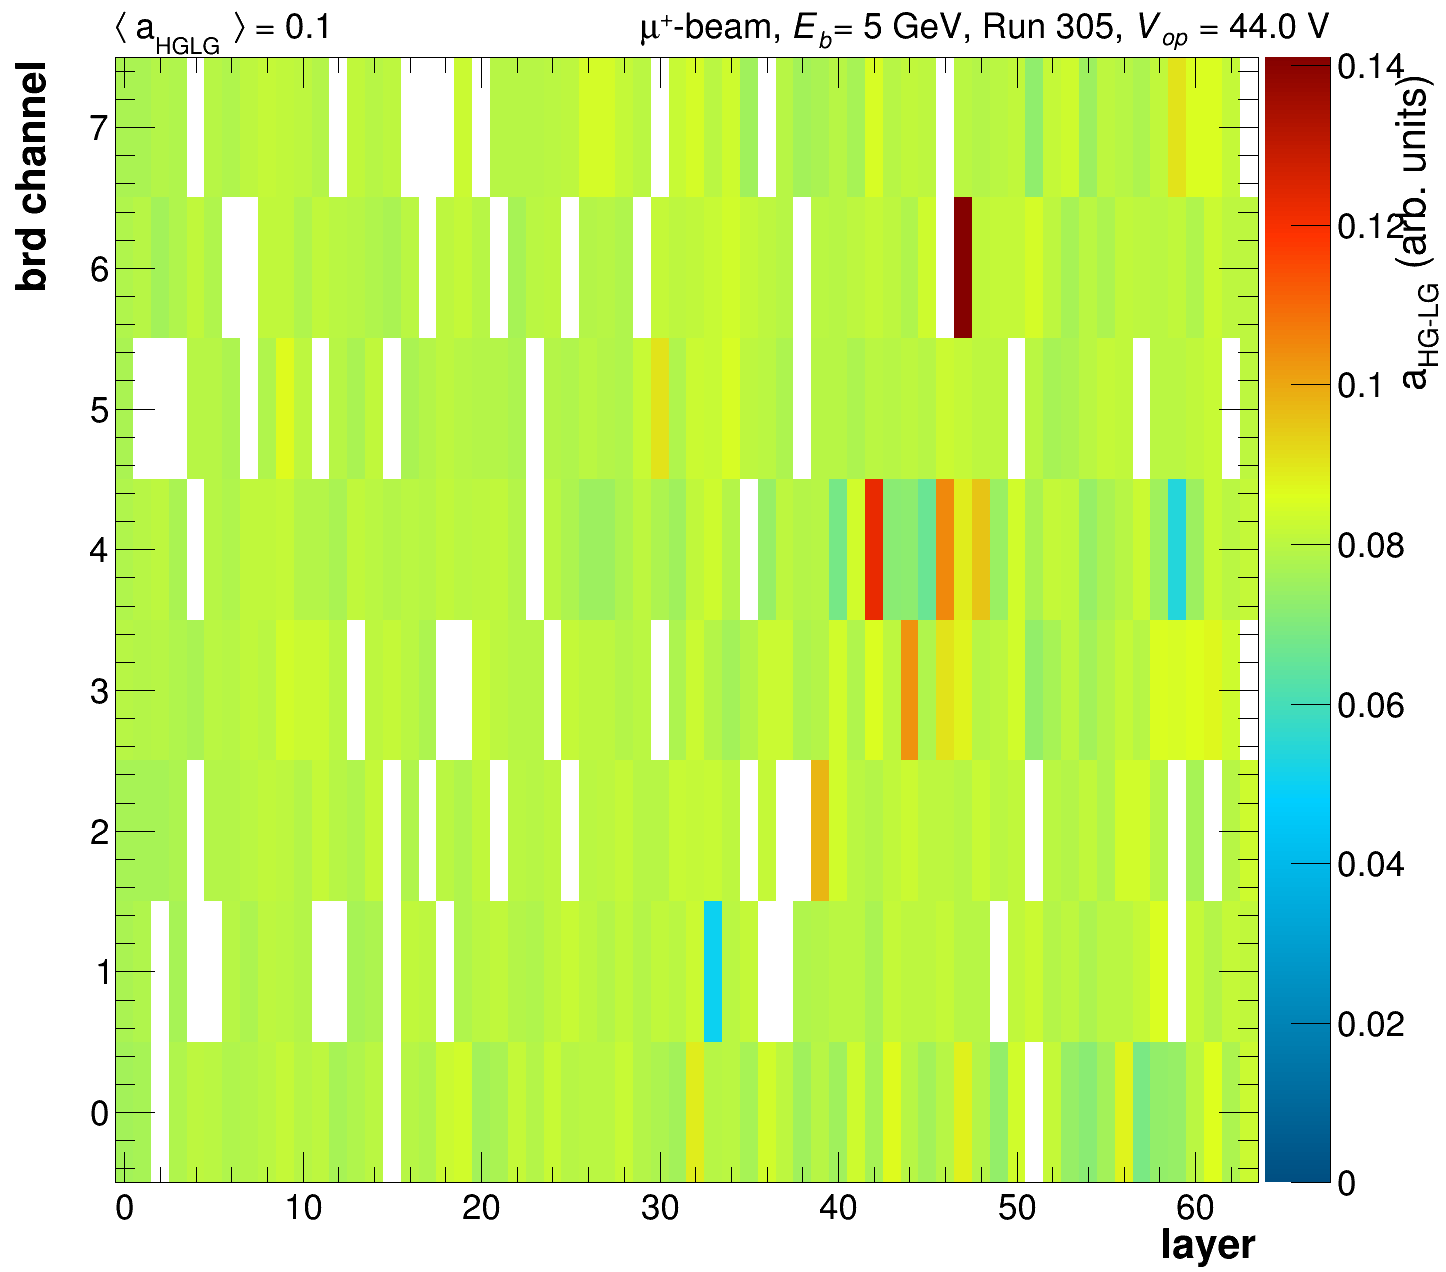 ⟨ a_HGLG ⟩ = 0.1
μ⁺-beam, E_b= 5 GeV, Run 305, V_op = 44.0 V
brd channel
7
6
5
4
3
2
1
0
0 10 20 30 40 50 60
layer
0.14
0.12
0.1
0.08
0.06
0.04
0.02
0
a_HG-LG (arb. units)